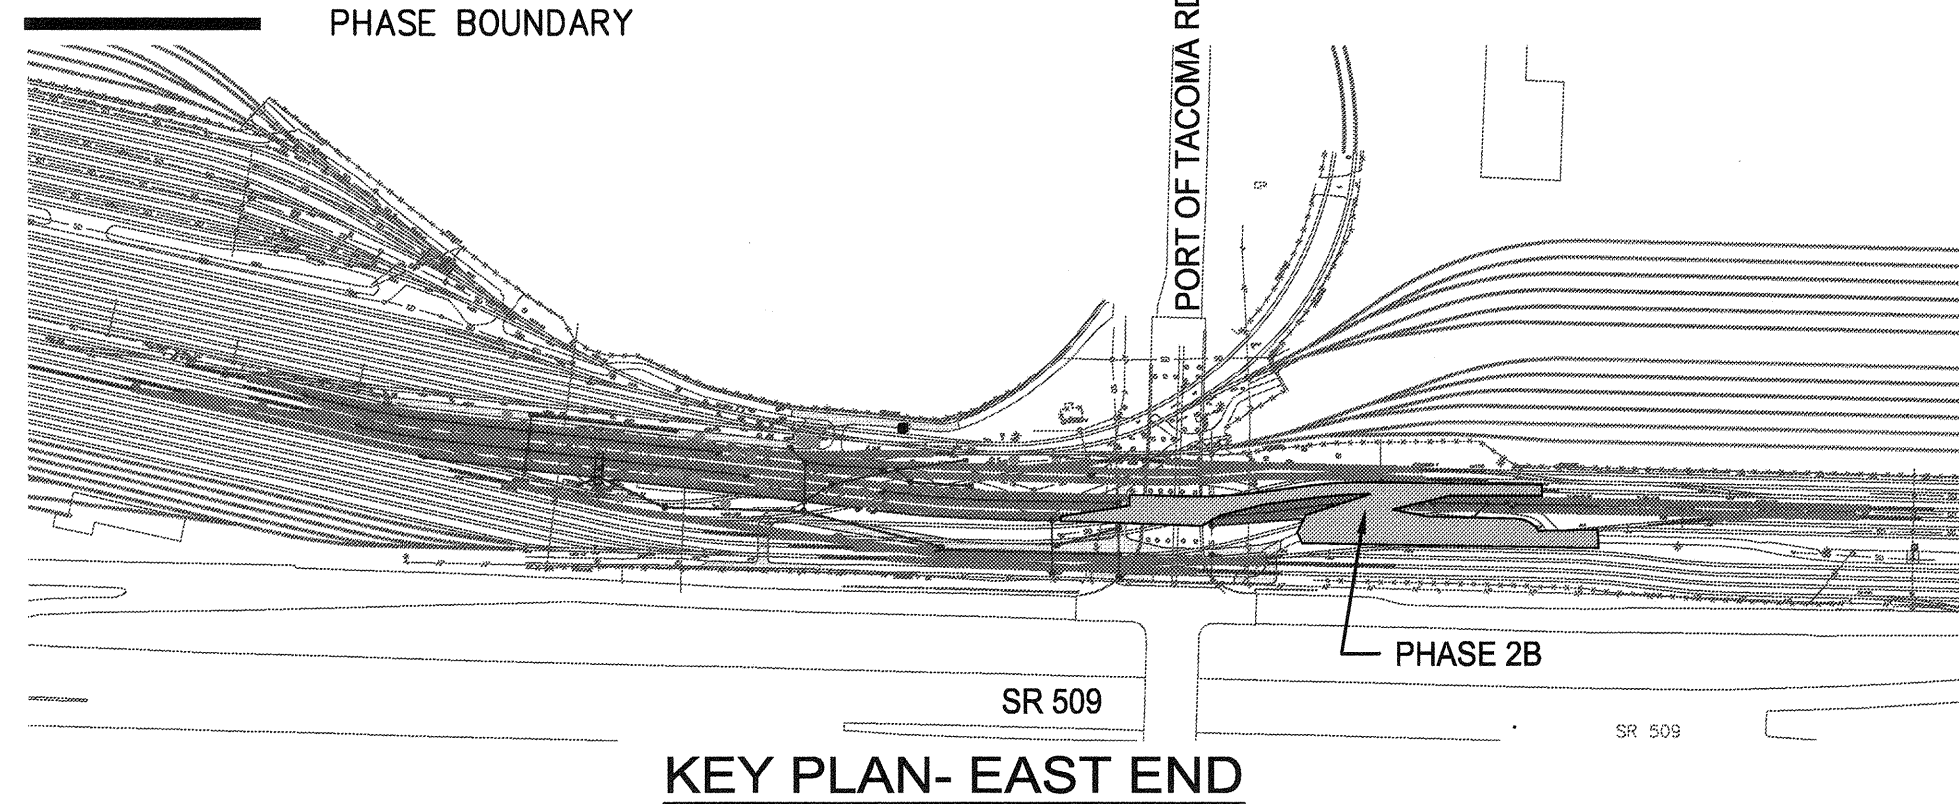 PHASE BOUNDARY
PORT OF TACOMA RD
PHASE 2B
SR 509
SR 509
KEY PLAN- EAST END